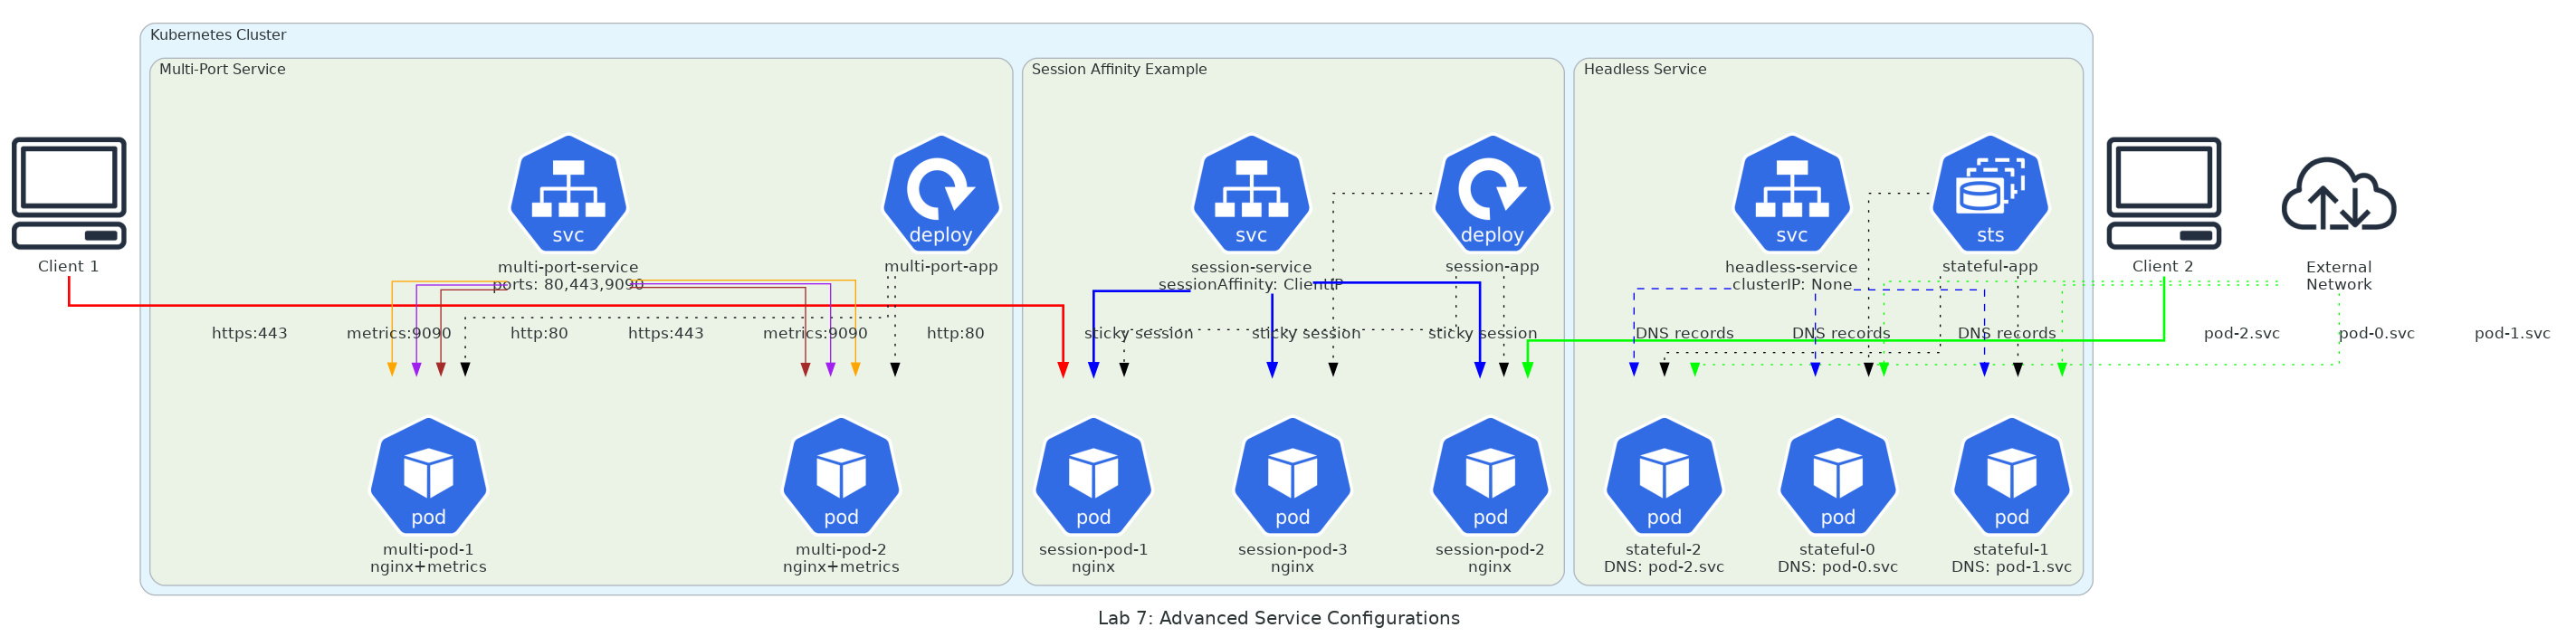 Kubernetes Cluster
Multi-Port Service
Session Affinity Example
Headless Service
svc
deploy
svc
deploy
svc
sts
Client 1
multi-port-service
ports: 80,443,9090
multi-port-app
session-service
sessionAffinity: ClientIP
session-app
headless-service
clusterIP: None
stateful-app
Client 2
External
Network
https:443
metrics:9090
http:80
https:443
metrics:9090
http:80
sticky session
sticky session
sticky session
DNS records
DNS records
DNS records
pod-2.svc
pod-0.svc
pod-1.svc
pod
pod
pod
pod
pod
pod
pod
pod
multi-pod-1
nginx+metrics
multi-pod-2
nginx+metrics
session-pod-1
nginx
session-pod-3
nginx
session-pod-2
nginx
stateful-2
DNS: pod-2.svc
stateful-0
DNS: pod-0.svc
stateful-1
DNS: pod-1.svc
Lab 7: Advanced Service Configurations